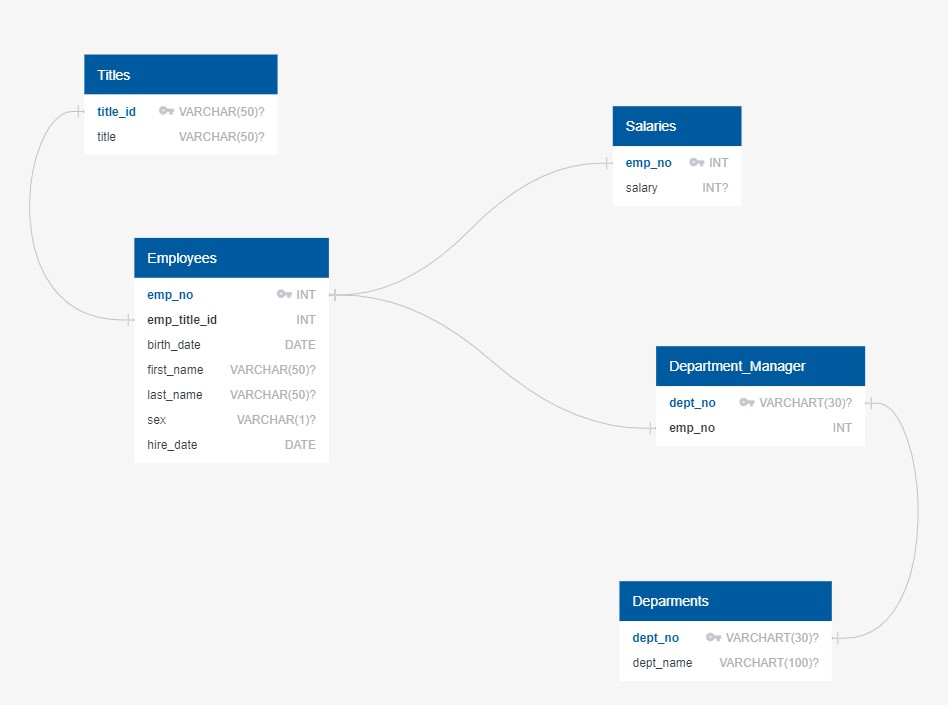 Titles
title_id VARCHAR(50)?
title VARCHAR(50)?
Salaries
emp_no INT
salary INT?
Employees
emp_no INT
emp_title_id INT
birth_date DATE
first_name VARCHAR(50)?
last_name VARCHAR(50)?
sex VARCHAR(1)?
hire_date DATE
Department_Manager
dept_no VARCHART(30)?
emp_no INT
Deparments
dept_no VARCHART(30)?
dept_name VARCHART(100)?